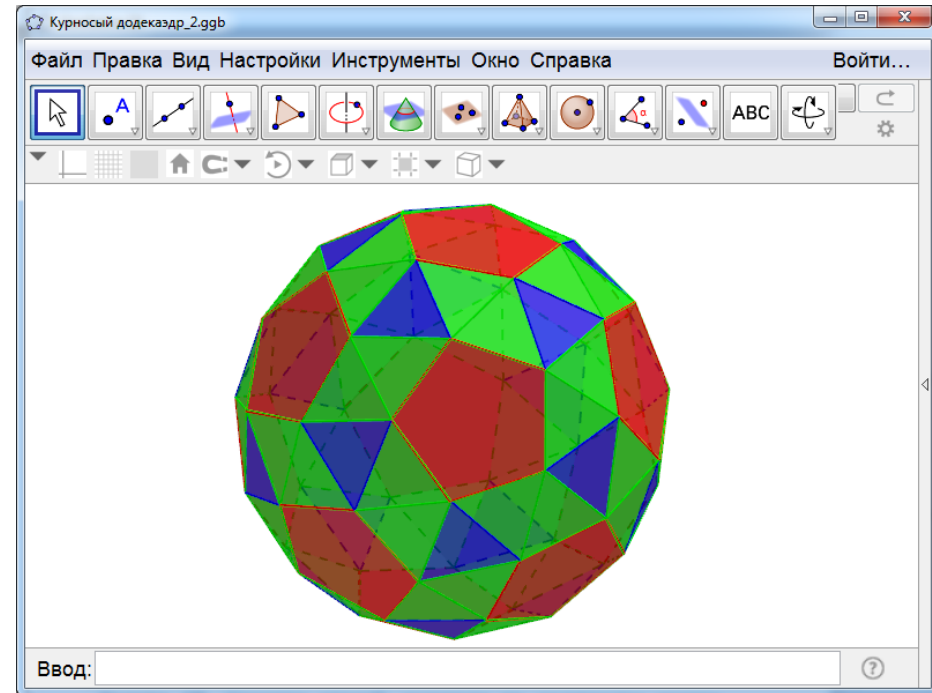 Курносый додекаэдр_2.ggb
Файл Правка Вид Настройки Инструменты Окно Справка Войти...
A α ABC
Ввод: